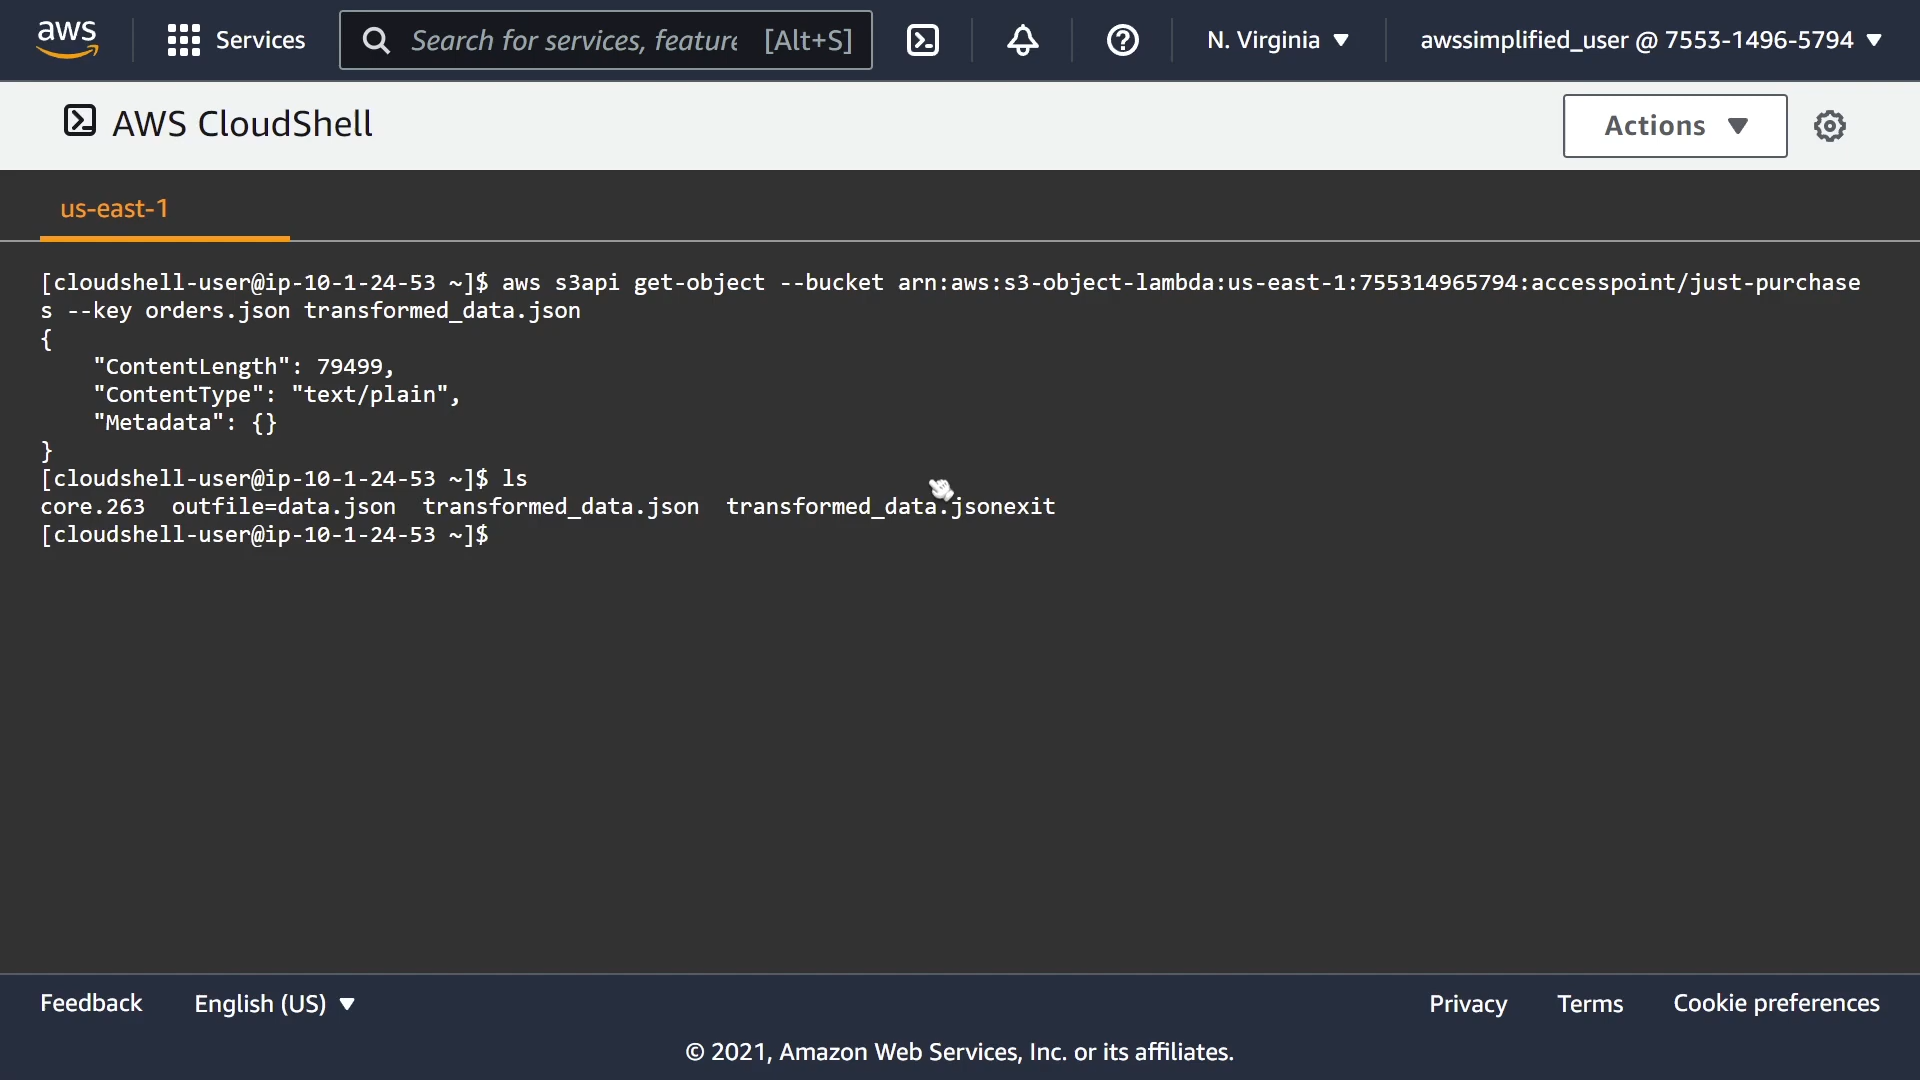 aws
Services
Search for services, feature [Alt+S]
N. Virginia
awssimplified_user @ 7553-1496-5794
AWS CloudShell
Actions
us-east-1
[cloudshell-user@ip-10-1-24-53 ~]$ aws s3api get-object --bucket arn:aws:s3-object-lambda:us-east-1:755314965794:accesspoint/just-purchase
s --key orders.json transformed_data.json
{
    "ContentLength": 79499,
    "ContentType": "text/plain",
    "Metadata": {}
}
[cloudshell-user@ip-10-1-24-53 ~]$ ls
core.263  outfile=data.json  transformed_data.json  transformed_data.jsonexit
[cloudshell-user@ip-10-1-24-53 ~]$
Feedback
English (US)
Privacy
Terms
Cookie preferences
© 2021, Amazon Web Services, Inc. or its affiliates.